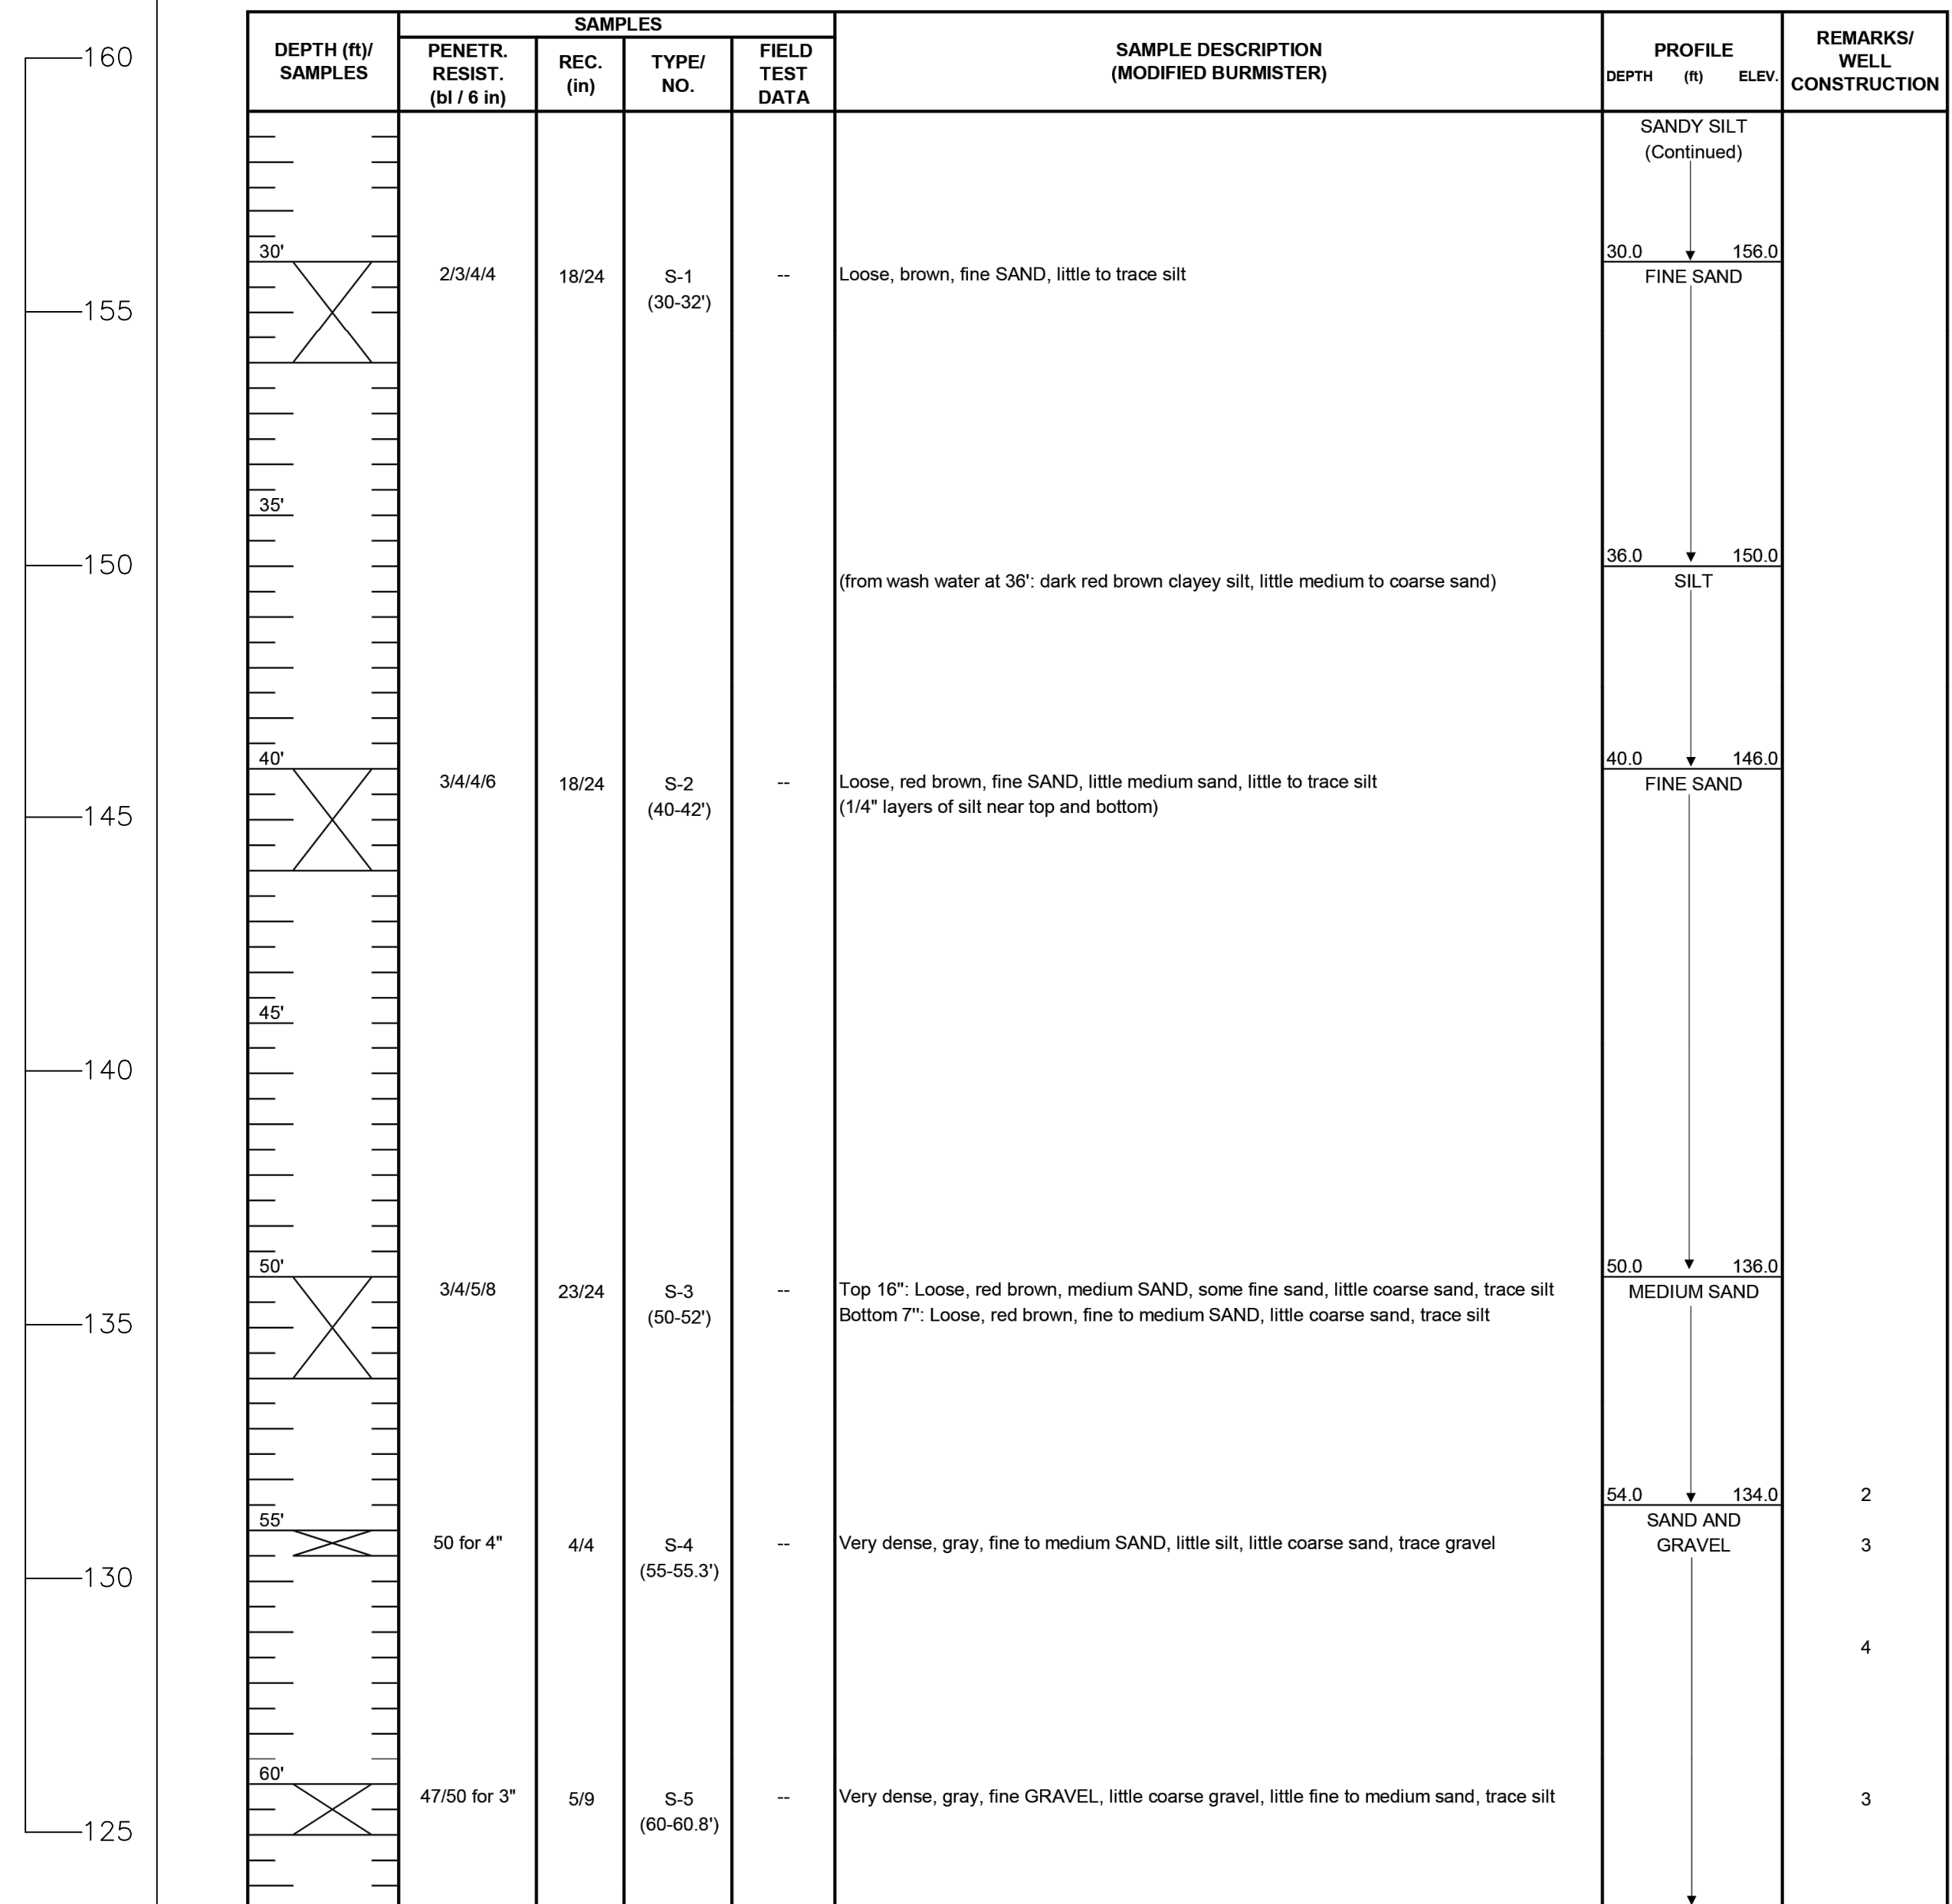 SAMPLES
DEPTH (ft)/
SAMPLES
PENETR.
RESIST.
(bl / 6 in)
REC.
(in)
TYPE/
NO.
FIELD
TEST
DATA
SAMPLE DESCRIPTION
(MODIFIED BURMISTER)
PROFILE
DEPTH (ft) ELEV.
REMARKS/
WELL
CONSTRUCTION
160
SANDY SILT
(Continued)
30' 30.0 156.0
2/3/4/4 18/24 S-1 -- Loose, brown, fine SAND, little to trace silt FINE SAND
(30-32')
155
35'
36.0 150.0
150
(from wash water at 36': dark red brown clayey silt, little medium to coarse sand) SILT
40' 40.0 146.0
3/4/4/6 18/24 S-2 -- Loose, red brown, fine SAND, little medium sand, little to trace silt FINE SAND
(40-42') (1/4" layers of silt near top and bottom)
145
45'
140
50' 50.0 136.0
3/4/5/8 23/24 S-3 -- Top 16": Loose, red brown, medium SAND, some fine sand, little coarse sand, trace silt MEDIUM SAND
(50-52') Bottom 7": Loose, red brown, fine to medium SAND, little coarse sand, trace silt
135
54.0 134.0 2
55' SAND AND
50 for 4" 4/4 S-4 -- Very dense, gray, fine to medium SAND, little silt, little coarse sand, trace gravel GRAVEL 3
(55-55.3')
130
4
60'
47/50 for 3" 5/9 S-5 -- Very dense, gray, fine GRAVEL, little coarse gravel, little fine to medium sand, trace silt 3
(60-60.8')
125